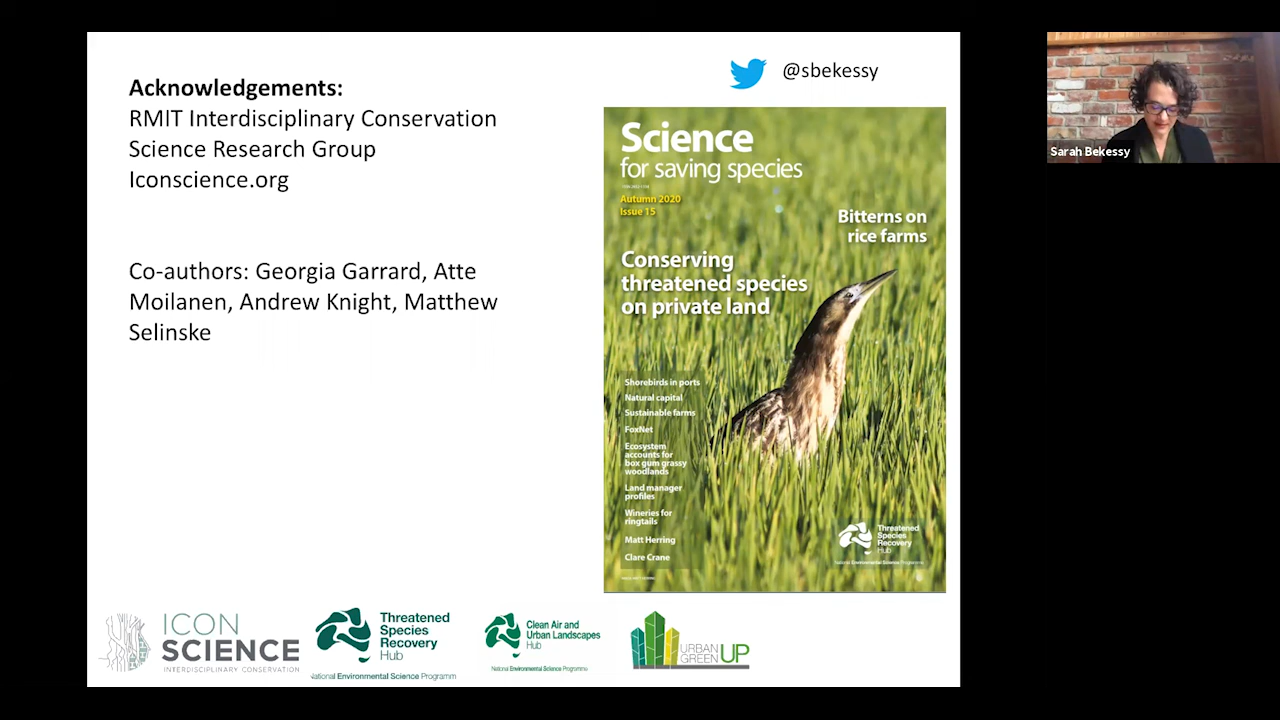 Acknowledgements:
RMIT Interdisciplinary Conservation
Science Research Group
Iconscience.org
Co-authors: Georgia Garrard, Atte
Moilanen, Andrew Knight, Matthew
Selinske
@sbekessy
Science
for saving species
Autumn 2020
Issue 15
Bitterns on
rice farms
Conserving
threatened species
on private land
Shorebirds in ports
Natural capital
Sustainable farms
FoxNet
Ecosystem
accounts for
box gum grassy
woodlands
Land manager
profiles
Wineries for
ringtails
Matt Herring
Clare Crane
Threatened
Species
Recovery
Hub
National Environmental Science Programme
ICON
SCIENCE
INTERDISCIPLINARY CONSERVATION
Threatened
Species
Recovery
Hub
National Environmental Science Programm
Clean Air and
Urban Landscapes
Hub
National Environmental Science Programme
URBAN
GREEN UP
Sarah Bekessy